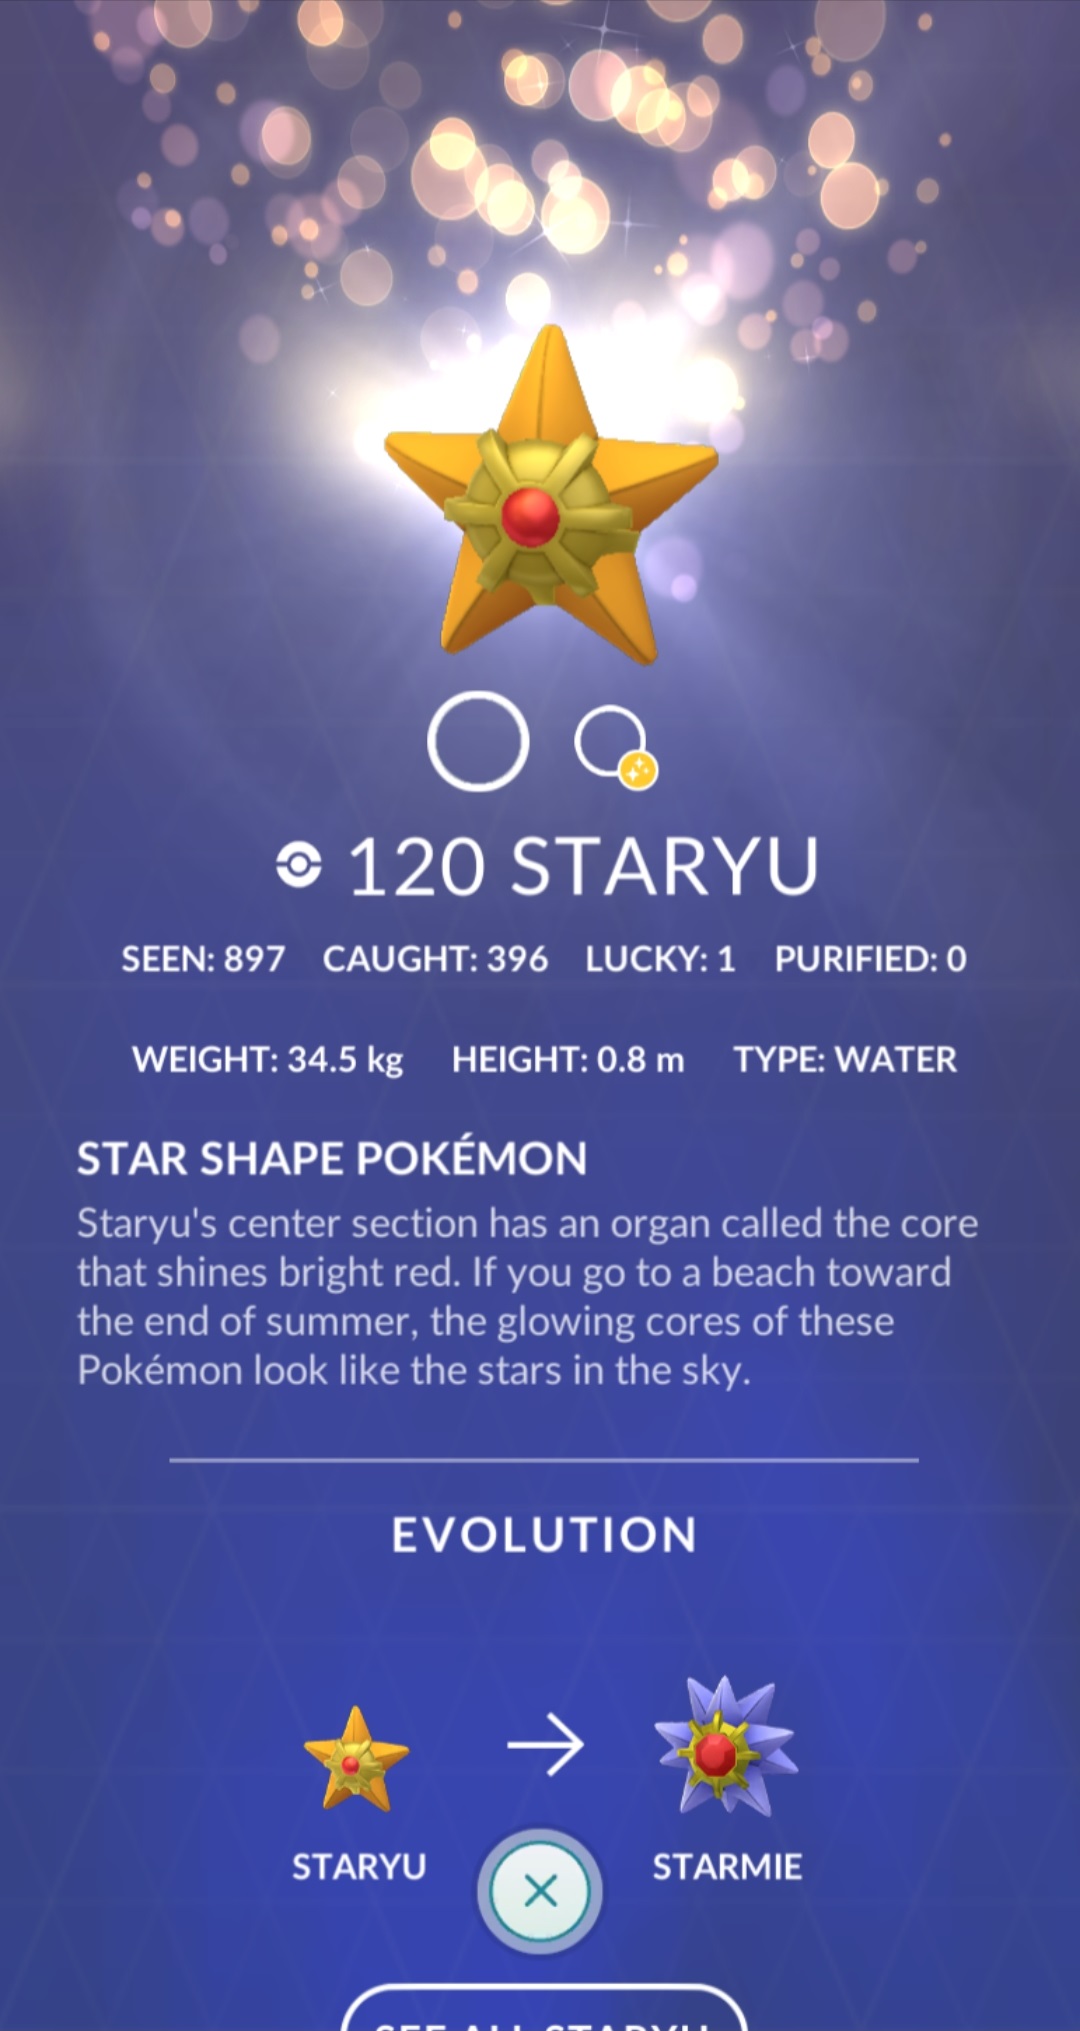 120 STARYU
SEEN: 897 CAUGHT: 396 LUCKY: 1 PURIFIED: 0
WEIGHT: 34.5 kg HEIGHT: 0.8 m TYPE: WATER
STAR SHAPE POKÉMON
Staryu's center section has an organ called the core
that shines bright red. If you go to a beach toward
the end of summer, the glowing cores of these
Pokémon look like the stars in the sky.
EVOLUTION
STARYU STARMIE
SEE ALL STARYU